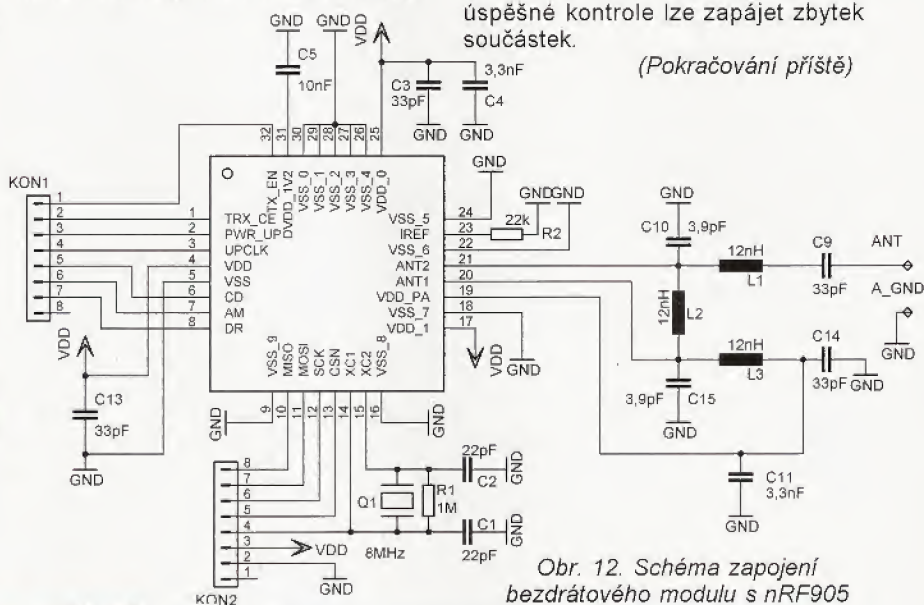 úspěšné kontrole lze zapájet zbytek
součástek.
(Pokračování příště)
GND
GND
VDD
C5
10nF
C3
33pF
3,3nF
C4
GND
GND
32
31
30
29
28
27
26
25
TX_EN
DVDD_1V2
VSS_0
VSS_1
VSS_2
VSS_3
VSS_4
VDD_0
KON1
1
2
3
4
5
6
7
8
VDD
C13
33pF
GND
1
2
3
4
5
6
7
8
TRX_CE
PWR_UP
UPCLK
VDD
VSS
CD
AM
DR
VSS_5
IREF
VSS_6
ANT2
ANT1
VDD_PA
VSS_7
VDD_1
24
23
22
21
20
19
18
17
GND
22k
R2
GND
GND
VDD
GND
GND
C10
3,9pF
12nH
L1
C9
33pF
ANT
A_GND
GND
12nH
L2
12nH
L3
C14
33pF
GND
3,9pF
C15
GND
C11
3,3nF
GND
VSS_9
MISO
MOSI
SCK
CSN
XC1
XC2
VSS_8
9
10
11
12
13
14
15
16
GND
GND
8
7
6
5
4
3
2
1
KON2
VDD
GND
Q1
8MHz
R1
1M
22pF
C2
GND
C1
22pF
GND
Obr. 12. Schéma zapojení
bezdrátového modulu s nRF905